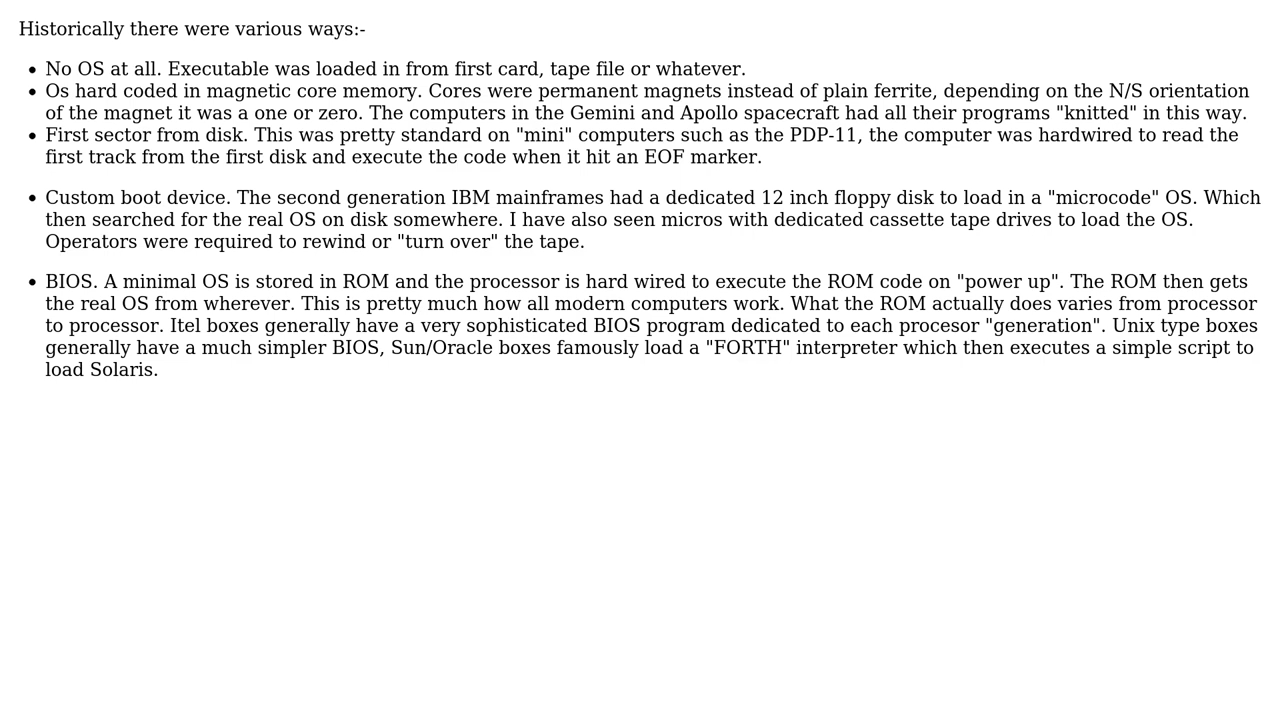 Historically there were various ways:-
No OS at all. Executable was loaded in from first card, tape file or whatever.
Os hard coded in magnetic core memory. Cores were permanent magnets instead of plain ferrite, depending on the N/S orientation
of the magnet it was a one or zero. The computers in the Gemini and Apollo spacecraft had all their programs "knitted" in this way.
First sector from disk. This was pretty standard on "mini" computers such as the PDP-11, the computer was hardwired to read the
first track from the first disk and execute the code when it hit an EOF marker.
Custom boot device. The second generation IBM mainframes had a dedicated 12 inch floppy disk to load in a "microcode" OS. Which
then searched for the real OS on disk somewhere. I have also seen micros with dedicated cassette tape drives to load the OS.
Operators were required to rewind or "turn over" the tape.
BIOS. A minimal OS is stored in ROM and the processor is hard wired to execute the ROM code on "power up". The ROM then gets
the real OS from wherever. This is pretty much how all modern computers work. What the ROM actually does varies from processor
to processor. Itel boxes generally have a very sophisticated BIOS program dedicated to each procesor "generation". Unix type boxes
generally have a much simpler BIOS, Sun/Oracle boxes famously load a "FORTH" interpreter which then executes a simple script to
load Solaris.